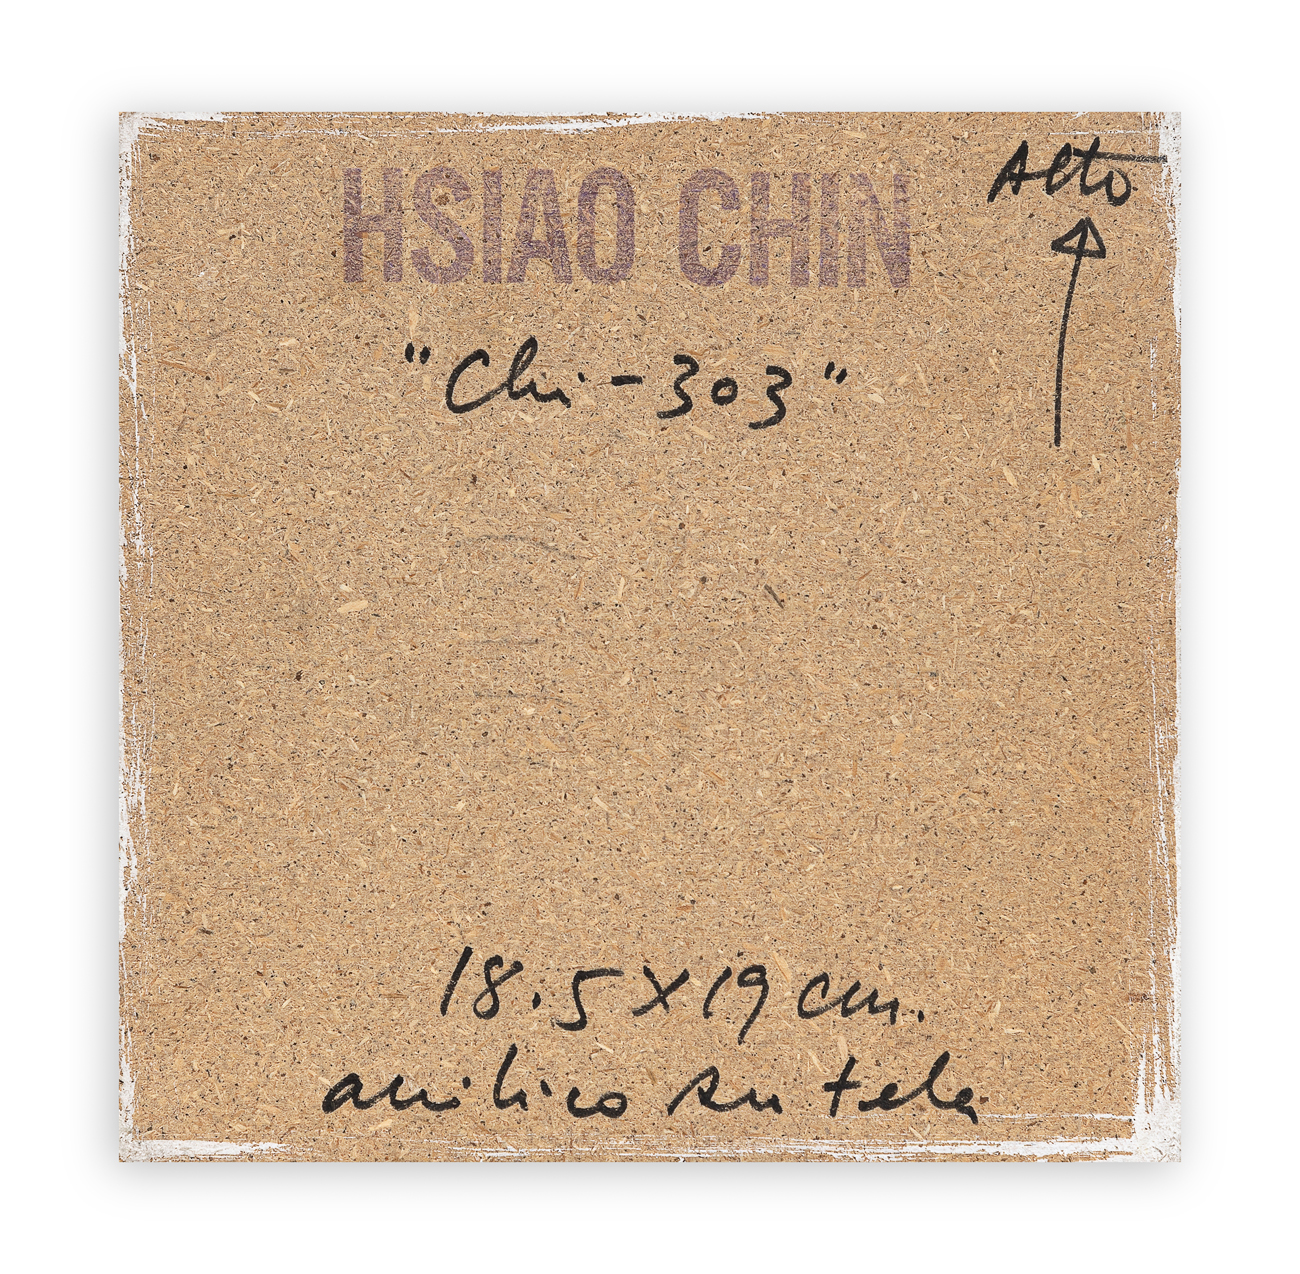 HSIAO CHIN
Alto
"Chi-303"
18.5 x 19 cm.
acrilico su tela